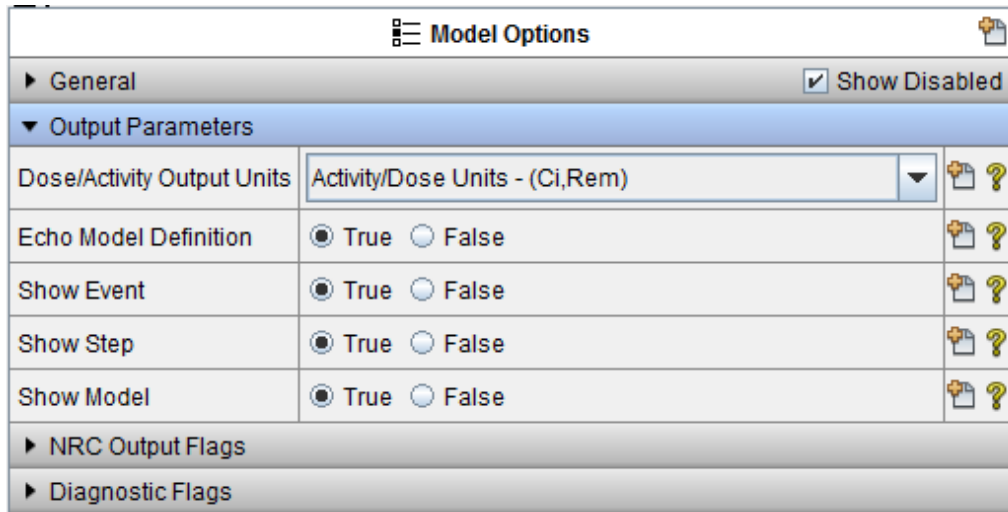 Model Options
General Show Disabled
Output Parameters
Dose/Activity Output Units Activity/Dose Units - (Ci,Rem)
Echo Model Definition True False
Show Event True False
Show Step True False
Show Model True False
NRC Output Flags
Diagnostic Flags